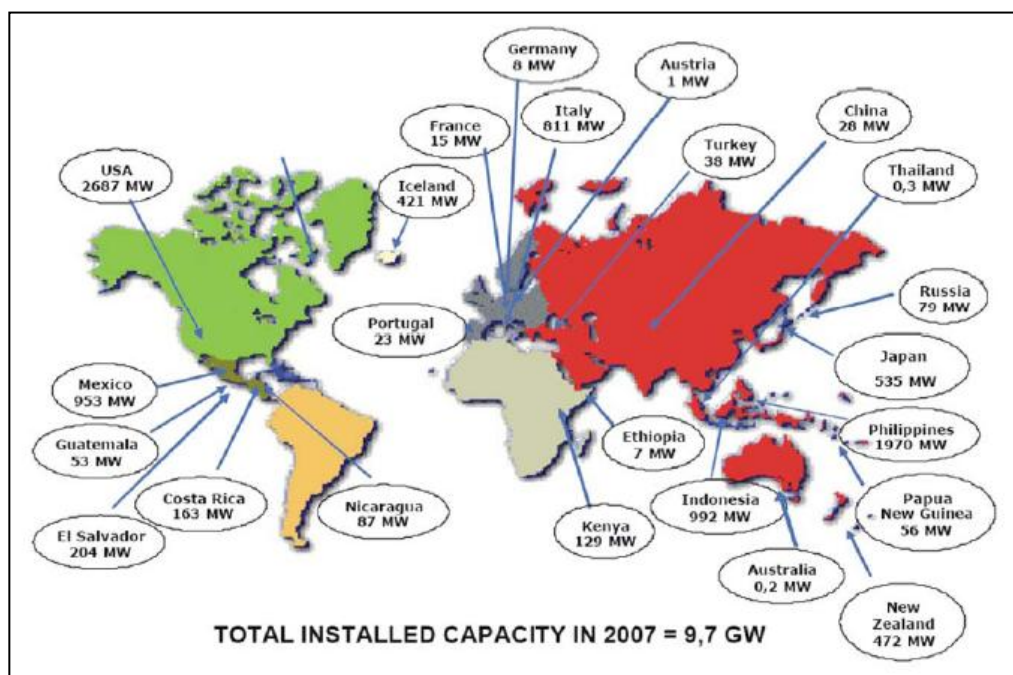 Germany
8 MW
Austria
1 MW
Italy
811 MW
China
28 MW
France
15 MW
Turkey
38 MW
Thailand
0,3 MW
USA
2687 MW
Iceland
421 MW
Russia
79 MW
Portugal
23 MW
Japan
535 MW
Mexico
953 MW
Philippines
1970 MW
Guatemala
53 MW
Ethiopia
7 MW
Costa Rica
163 MW
Nicaragua
87 MW
Indonesia
992 MW
Papua
New Guinea
56 MW
El Salvador
204 MW
Kenya
129 MW
Australia
0,2 MW
New
Zealand
472 MW
TOTAL INSTALLED CAPACITY IN 2007 = 9,7 GW